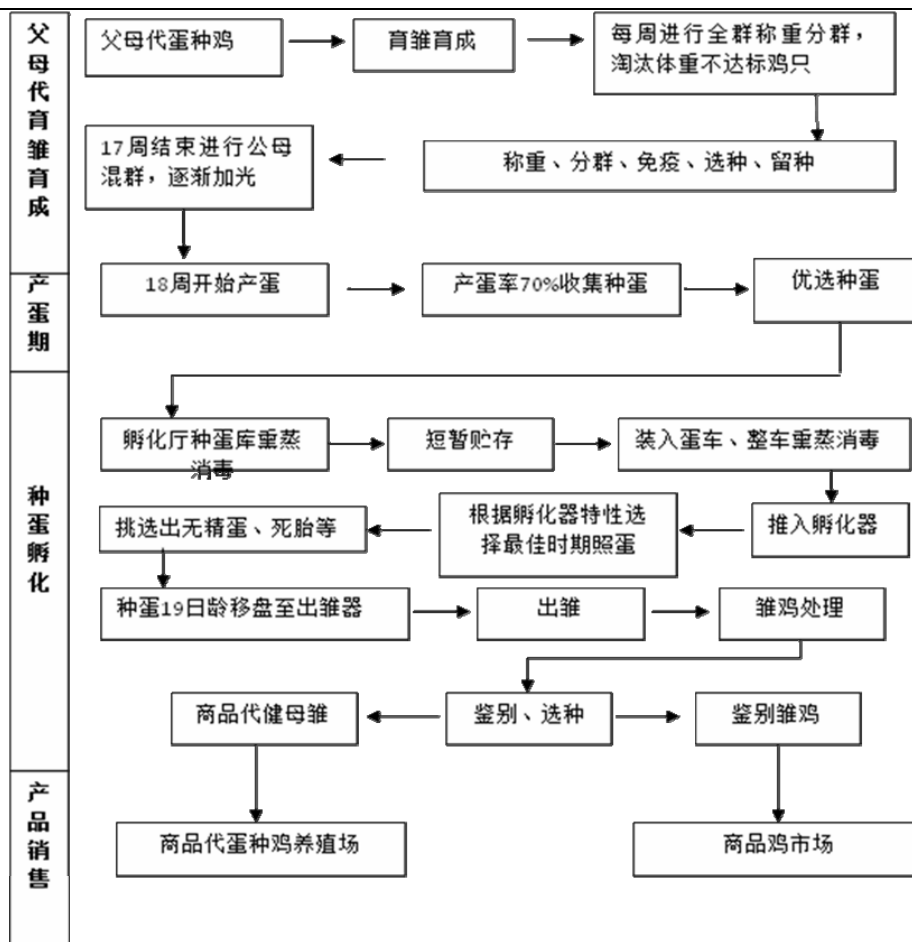 父母代育雏育成
父母代蛋种鸡
育雏育成
每周进行全群称重分群，
淘汰体重不达标鸡只
17周结束进行公母
混群，逐渐加光
称重、分群、免疫、选种、留种
产蛋期
18周开始产蛋
产蛋率70%收集种蛋
优选种蛋
种蛋孵化
孵化厅种蛋库熏蒸
消毒
短暂贮存
装入蛋车、整车熏蒸消毒
挑选出无精蛋、死胎等
根据孵化器特性选
择最佳时期照蛋
推入孵化器
种蛋19日龄移盘至出雏器
出雏
雏鸡处理
商品代健母雏
鉴别、选种
鉴别雏鸡
产品销售
商品代蛋种鸡养殖场
商品鸡市场